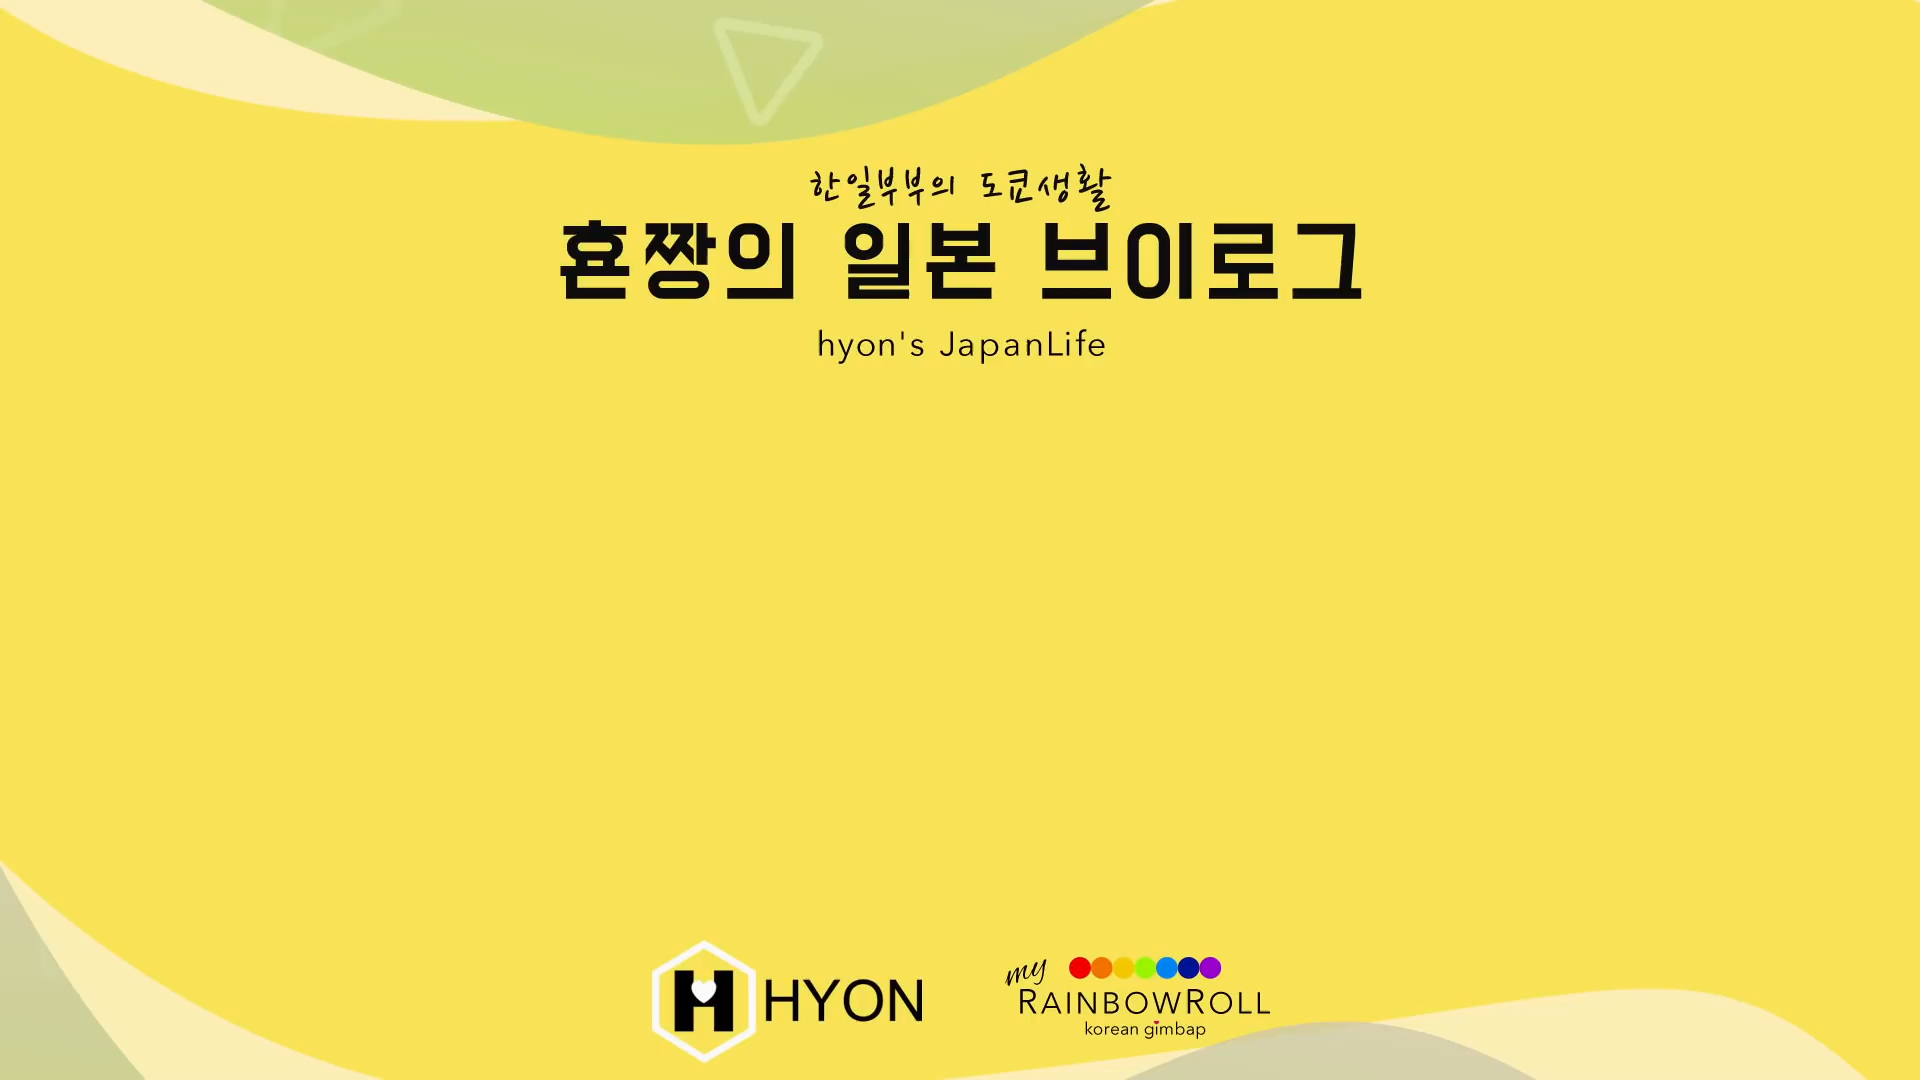 한일부부의 도쿄생활
횬짱의 일본 브이로그
hyon's JapanLife
H HYON
my
RAINBOWROLL
korean gimbap